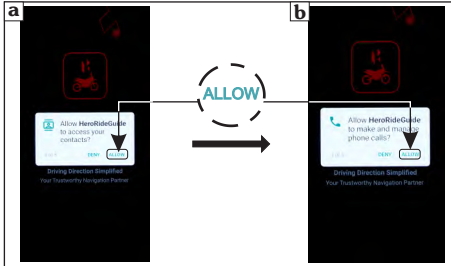 a
b
ALLOW
Allow HeroRideGuide
to access your
contacts?
DENY ALLOW
Driving Direction Simplified
Your Trustworthy Navigation Partner
Allow HeroRideGuide
to make and manage
phone calls?
DENY ALLOW
Driving Direction Simplified
Your Trustworthy Navigation Partner